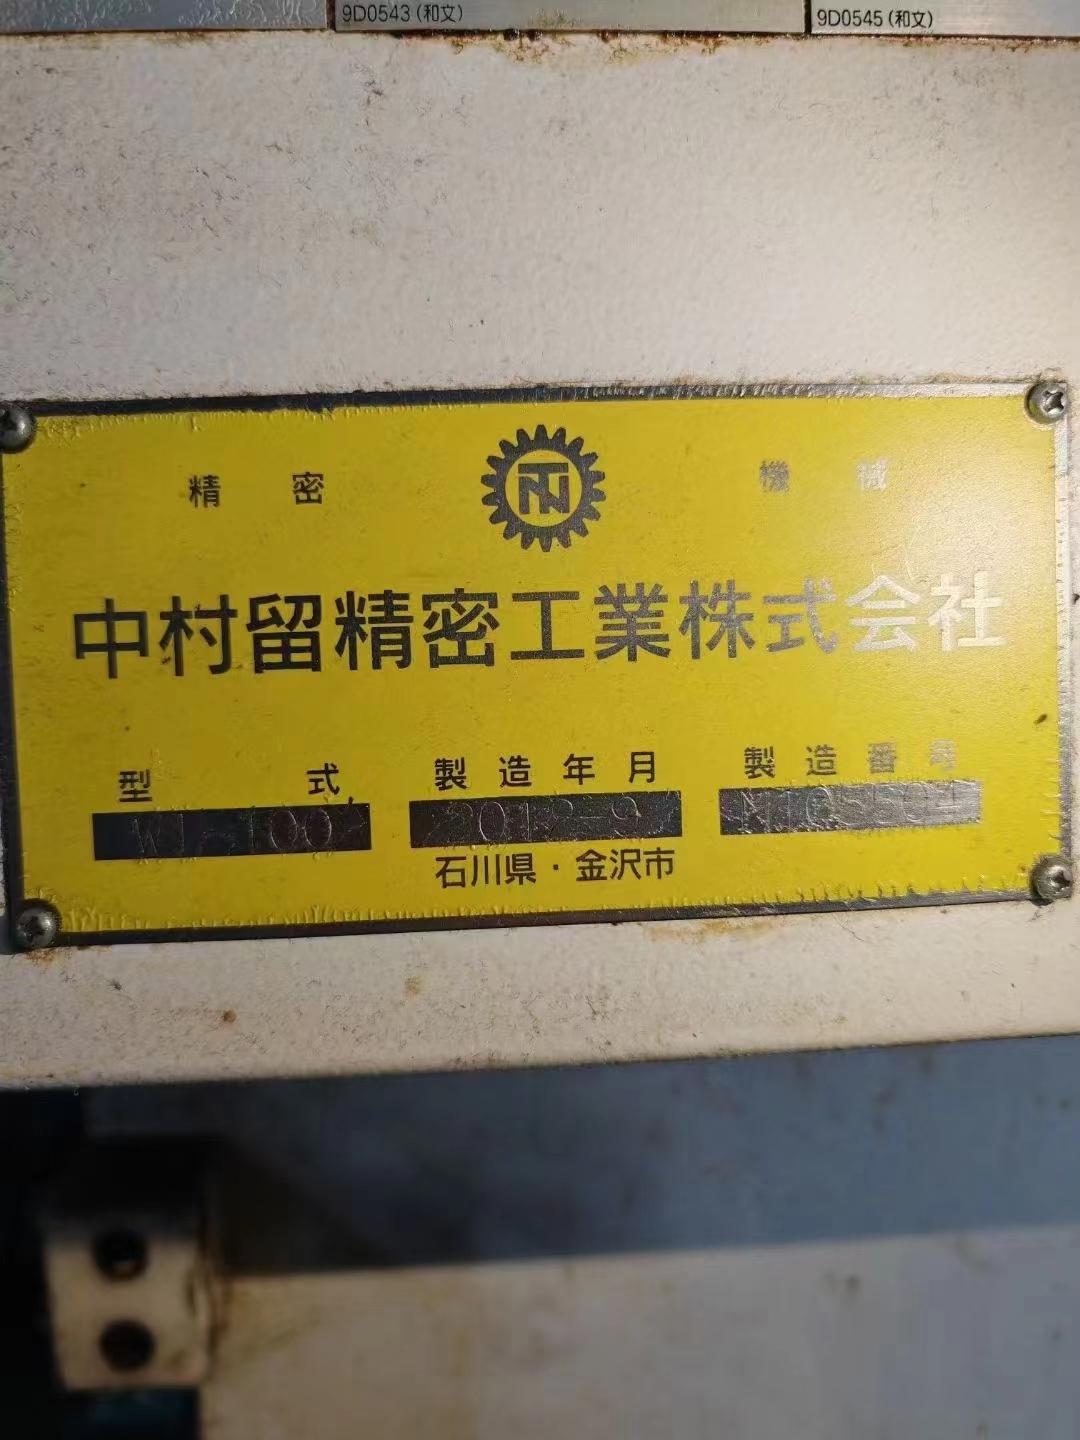 9D0543 (和文)
9D0545 (和文)
精密 機械
中村留精密工業株式会社
型式 製造年月 製造番号
石川県・金沢市